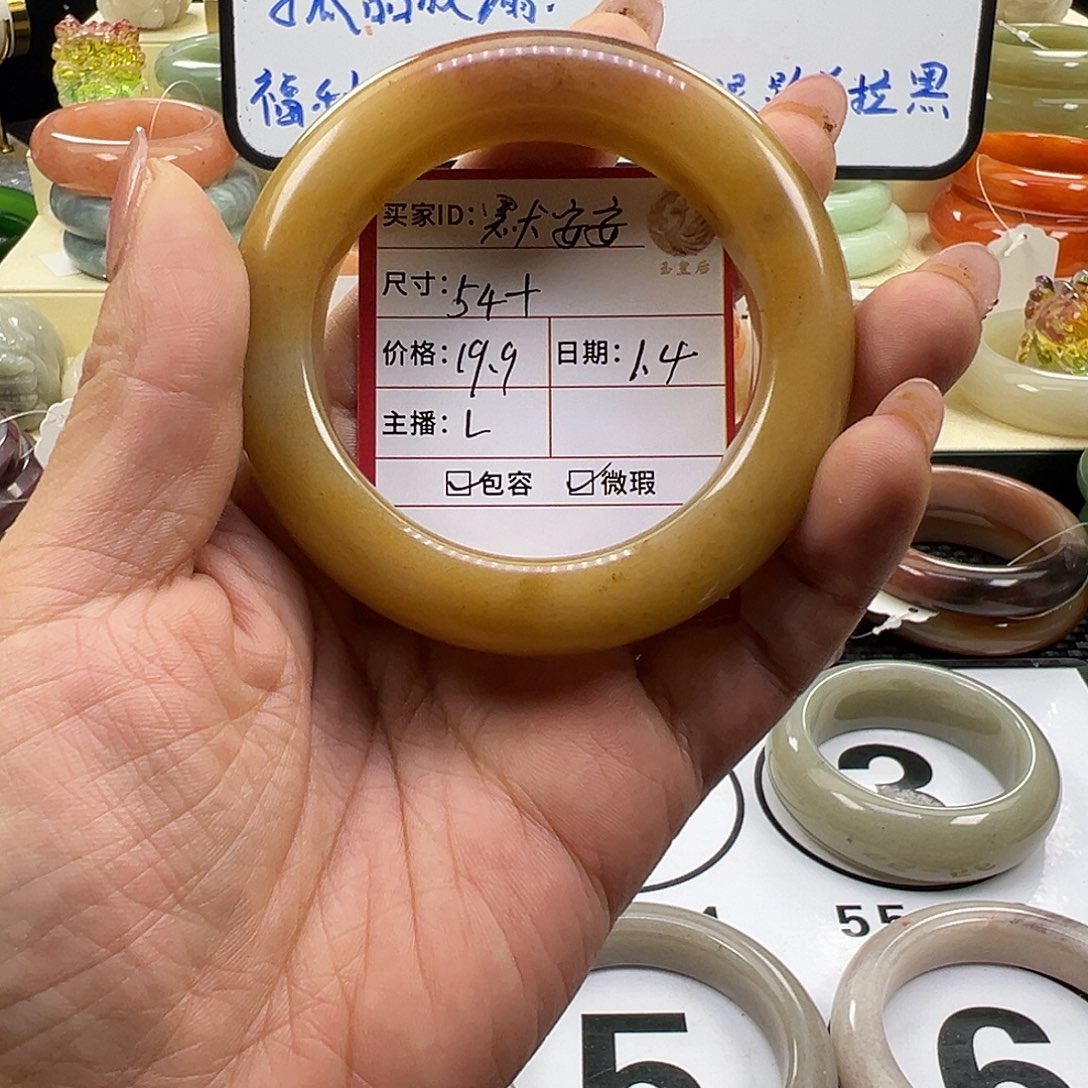 福利
拉黑
买家ID：默安安
玉皇后
尺寸：54+
价格：19.9 日期：1.4
主播：L
☑包容 ☑微瑕
3
55
5
6